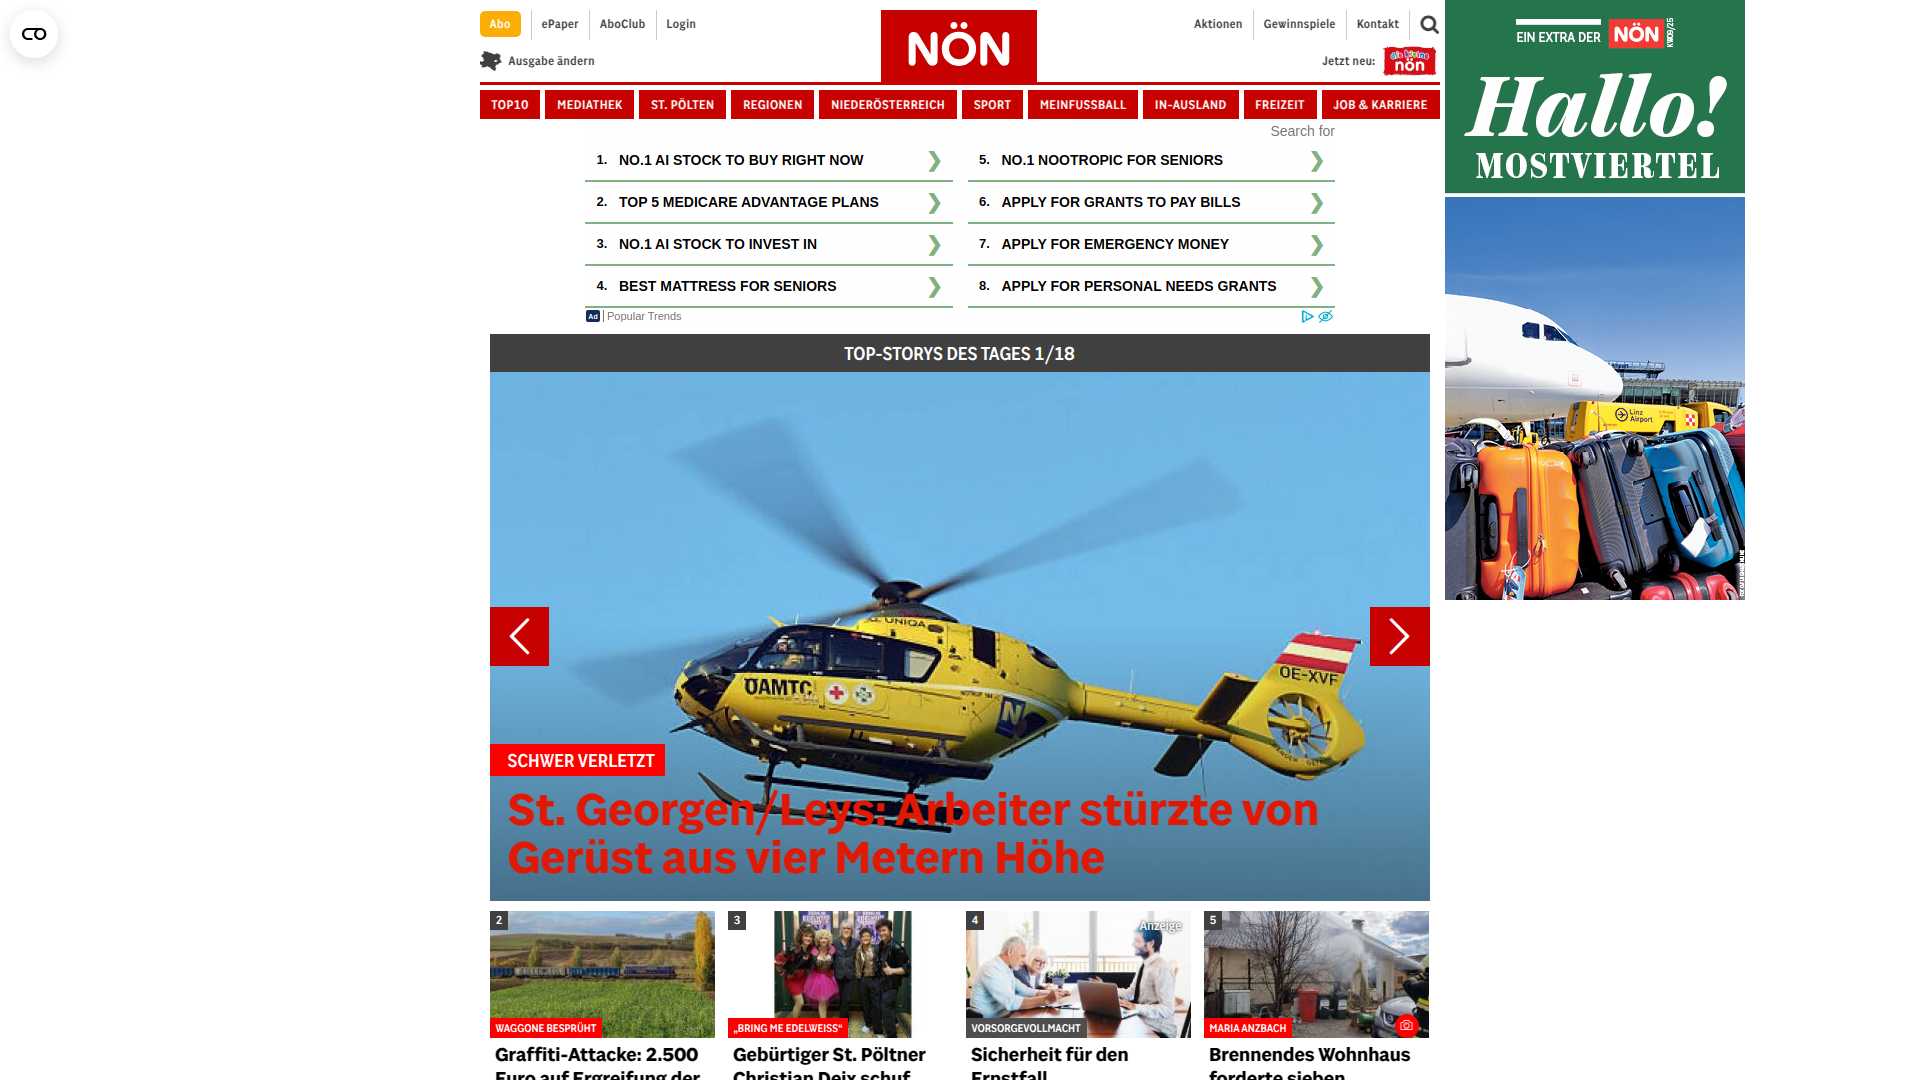 Abo
ePaper
AboClub
Login
NÖN
Aktionen
Gewinnspiele
Kontakt
Ausgabe ändern
Jetzt neu:
die kleine
nön
TOP10
MEDIATHEK
ST. PÖLTEN
REGIONEN
NIEDERÖSTERREICH
SPORT
MEINFUSSBALL
IN-AUSLAND
FREIZEIT
JOB & KARRIERE
Search for
1. NO.1 AI STOCK TO BUY RIGHT NOW
2. TOP 5 MEDICARE ADVANTAGE PLANS
3. NO.1 AI STOCK TO INVEST IN
4. BEST MATTRESS FOR SENIORS
5. NO.1 NOOTROPIC FOR SENIORS
6. APPLY FOR GRANTS TO PAY BILLS
7. APPLY FOR EMERGENCY MONEY
8. APPLY FOR PERSONAL NEEDS GRANTS
Ad | Popular Trends
EIN EXTRA DER NÖN KW09/25
Hallo!
MOSTVIERTEL
Linz
Airport
TOP-STORYS DES TAGES 1/18
UNIQA
ÖAMTC
OE-XVF
N
SCHWER VERLETZT
St. Georgen/Leys: Arbeiter stürzte von
Gerüst aus vier Metern Höhe
2
WAGGONE BESPRÜHT
Graffiti-Attacke: 2.500
Euro auf Ergreifung der
3
„BRING ME EDELWEISS“
Gebürtiger St. Pöltner
Christian Deix schuf
4
Anzeige
VORSORGEVOLLMACHT
Sicherheit für den
Ernstfall
5
MARIA ANZBACH
Brennendes Wohnhaus
forderte sieben